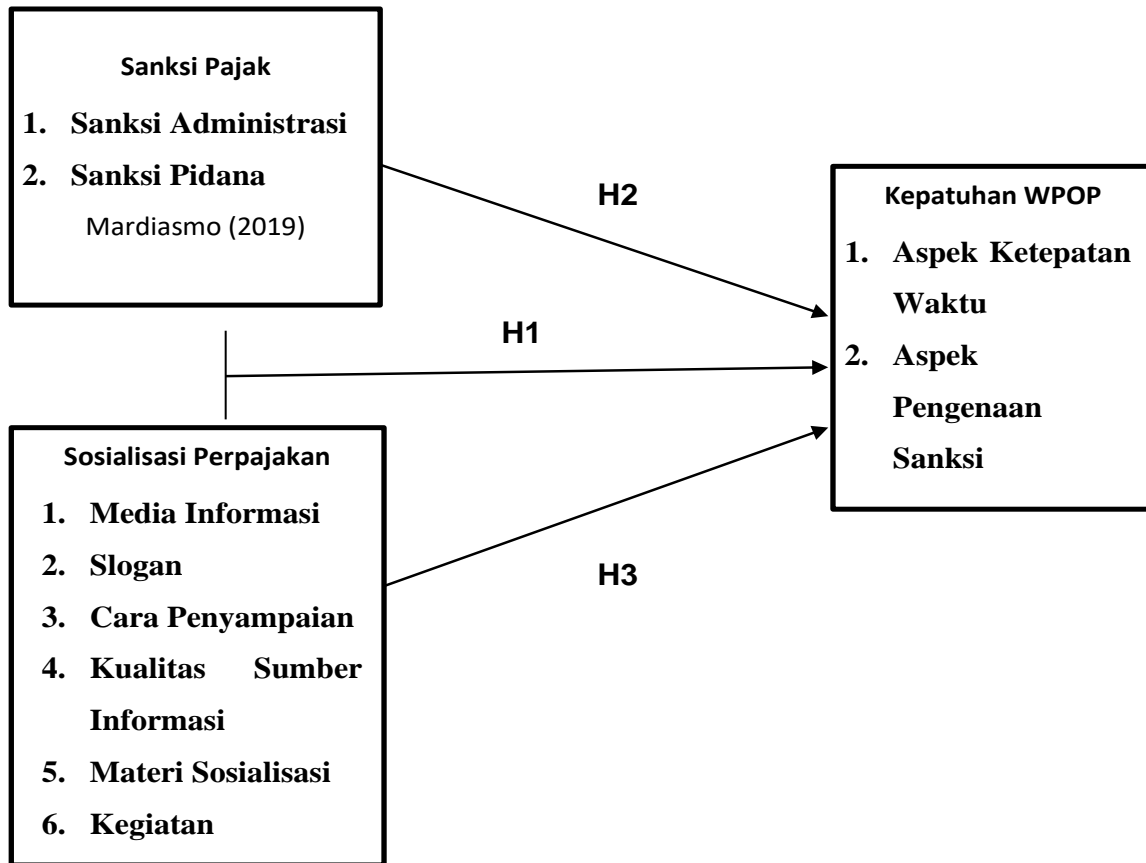 Sanksi Pajak
1. Sanksi Administrasi
2. Sanksi Pidana
Mardiasmo (2019)
H2
Kepatuhan WPOP
1. Aspek Ketepatan
Waktu
2. Aspek
Pengenaan
Sanksi
H1
Sosialisasi Perpajakan
1. Media Informasi
2. Slogan
3. Cara Penyampaian
4. Kualitas Sumber
Informasi
5. Materi Sosialisasi
6. Kegiatan
H3